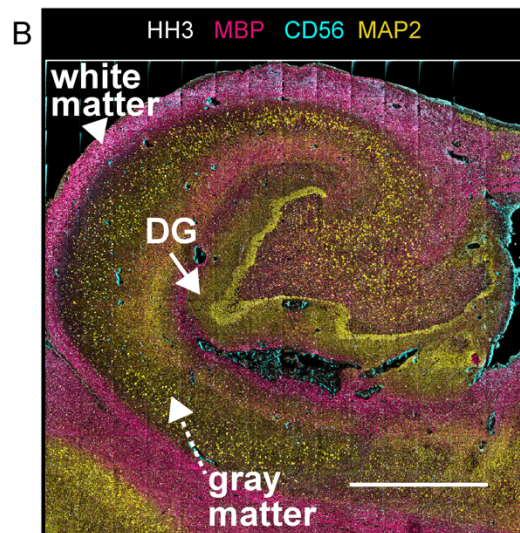 B
HH3 MBP CD56 MAP2
white
matter
DG
gray
matter